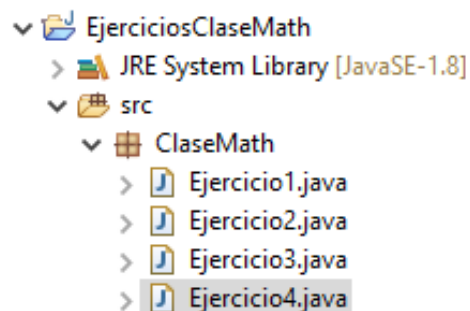 EjerciciosClaseMath
JRE System Library [JavaSE-1.8]
src
ClaseMath
Ejercicio1.java
Ejercicio2.java
Ejercicio3.java
Ejercicio4.java